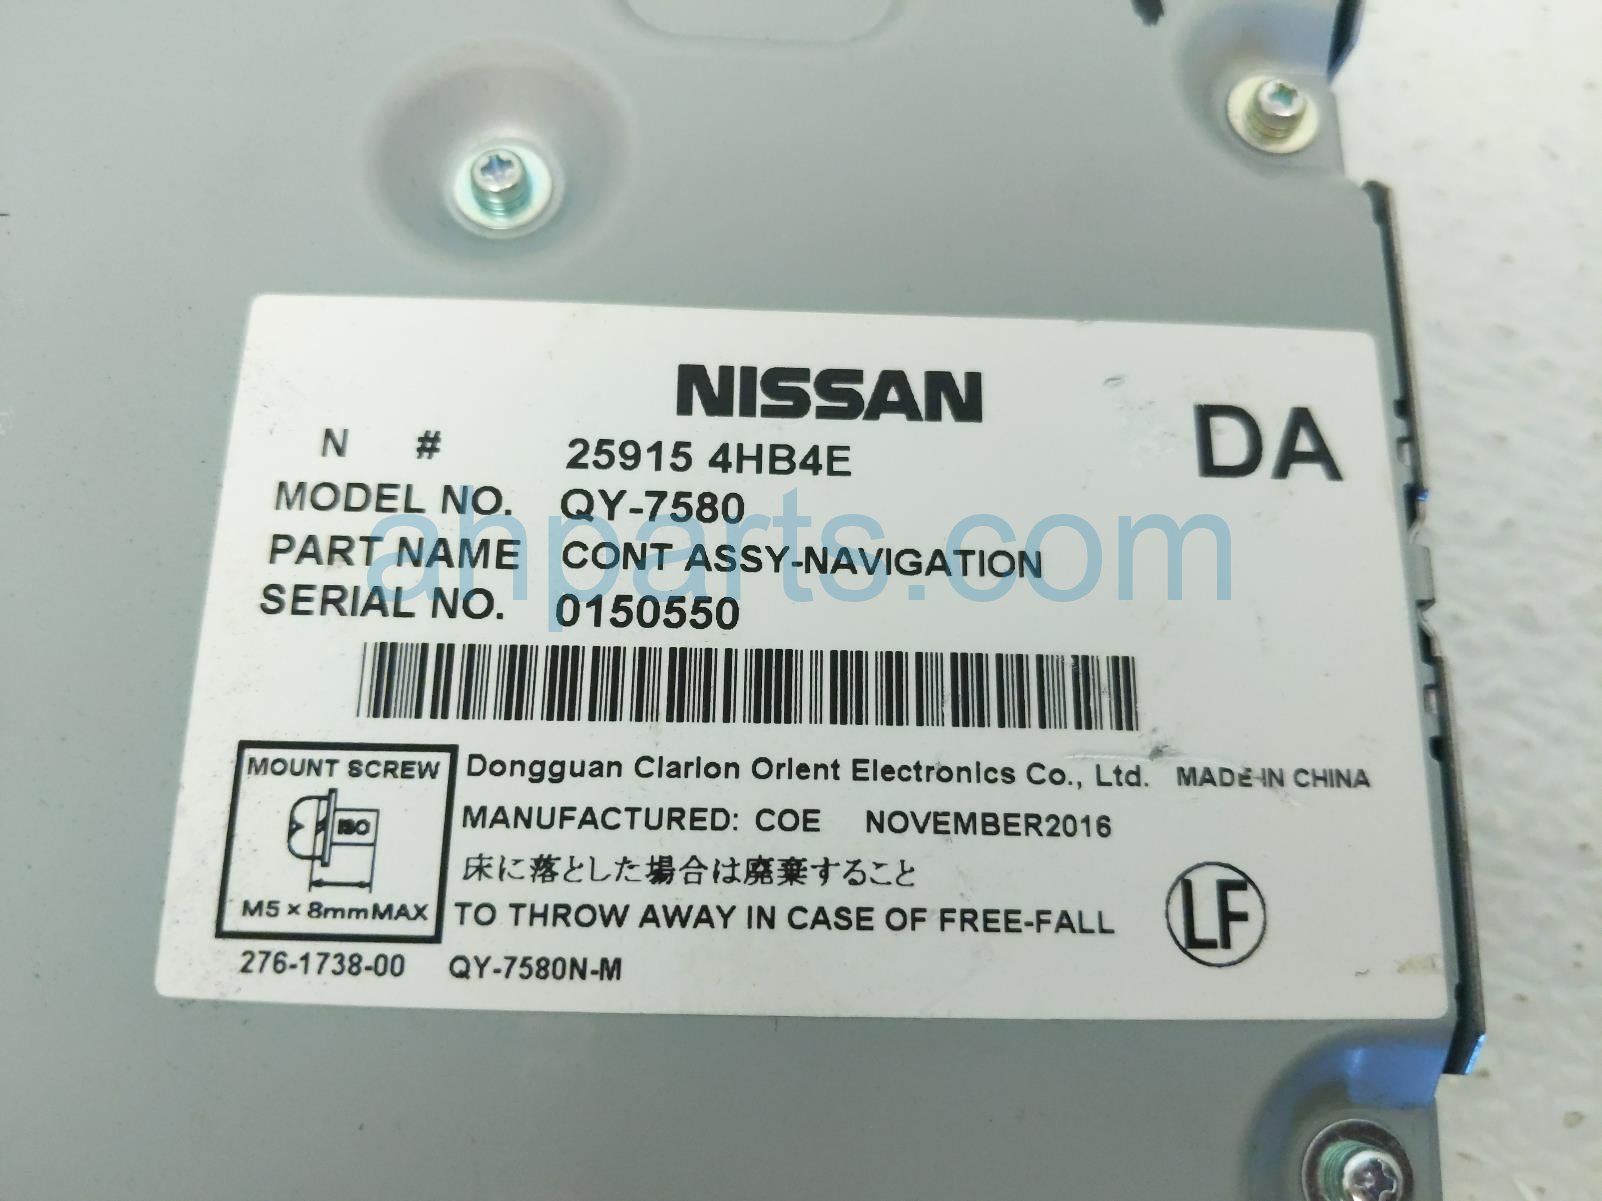 NISSAN
DA
N # 25915 4HB4E
MODEL NO. QY-7580
PART NAME CONT ASSY-NAVIGATION
SERIAL NO. 0150550
ahparts.com
MOUNT SCREW
ISO
M5 × 8mm MAX
Dongguan Clarion Orient Electronics Co., Ltd. MADE IN CHINA
MANUFACTURED: COE NOVEMBER2016
床に落とした場合は廃棄すること
TO THROW AWAY IN CASE OF FREE-FALL
LF
276-1738-00 QY-7580N-M